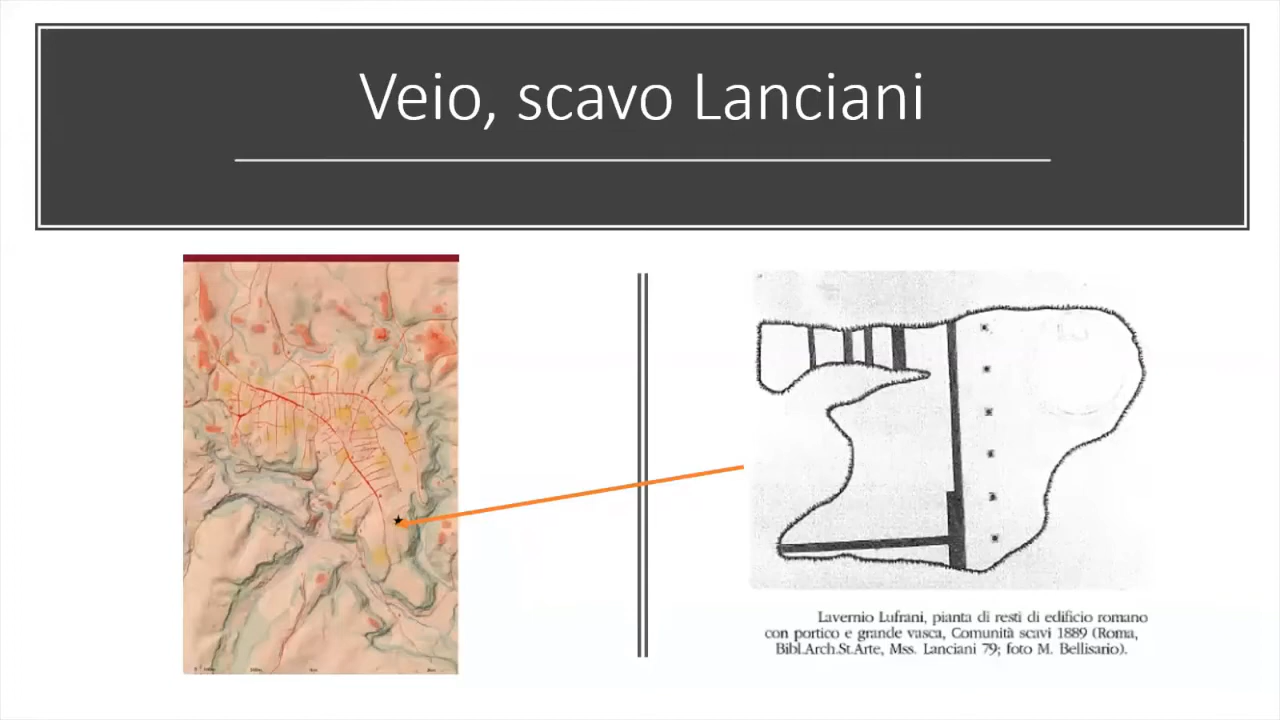 Veio, scavo Lanciani
Lavernio Lufrani, pianta di resti di edificio romano
con portico e grande vasca, Comunità scavi 1889 (Roma,
Bibl.Arch.St.Arte, Mss. Lanciani 79; foto M. Bellisario).